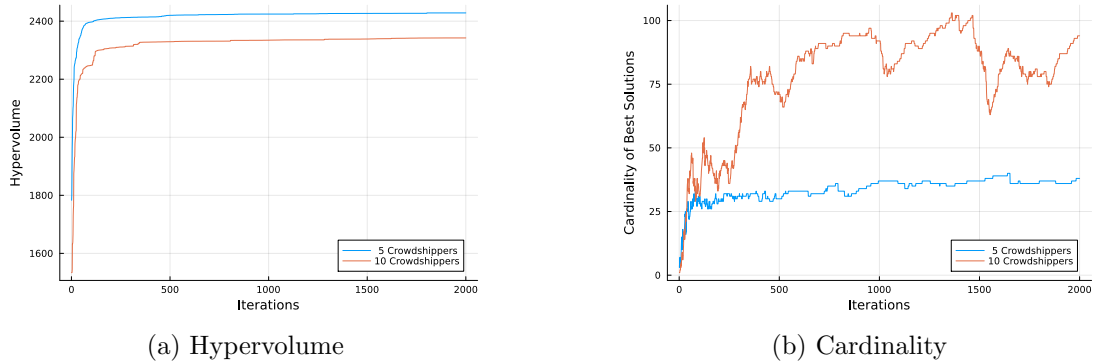 2400
2200
2000
1800
1600
Hypervolume
0
500
1000
1500
2000
Iterations
5 Crowdshippers
10 Crowdshippers
(a) Hypervolume
100
75
50
25
0
Cardinality of Best Solutions
0
500
1000
1500
2000
Iterations
5 Crowdshippers
10 Crowdshippers
(b) Cardinality